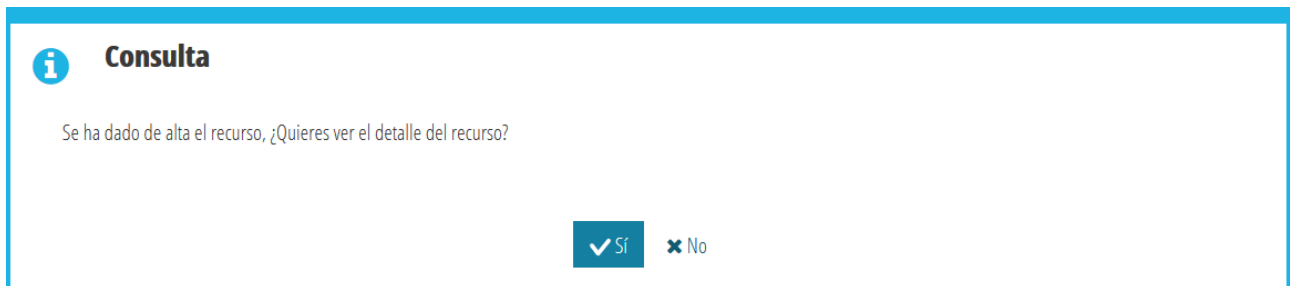 Consulta
Se ha dado de alta el recurso, ¿Quieres ver el detalle del recurso?
Sí No